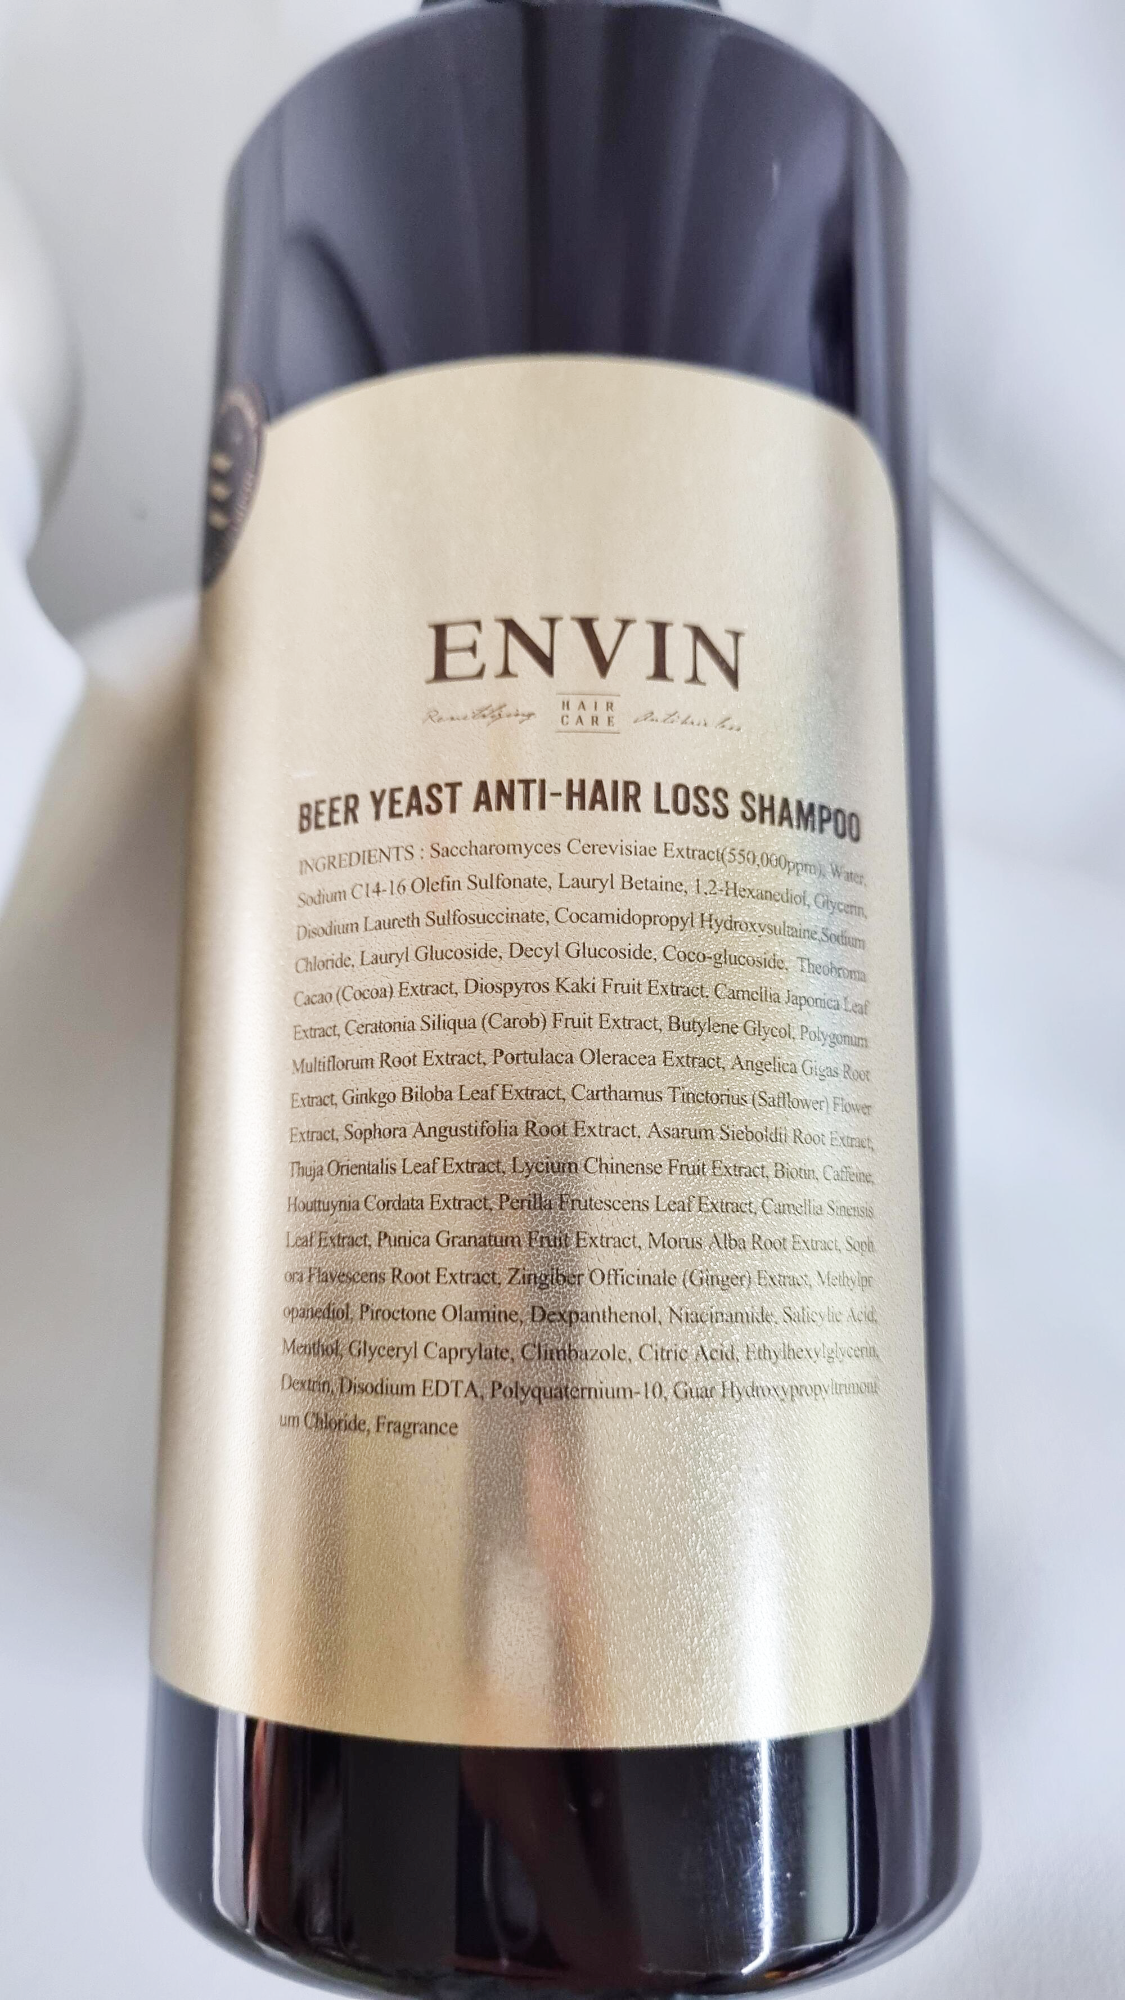 ENVIN
Revitalizing HAIR CARE Antihair loss
BEER YEAST ANTI-HAIR LOSS SHAMPOO
INGREDIENTS : Saccharomyces Cerevisiae Extract(550,000ppm), Water,
Sodium C14-16 Olefin Sulfonate, Lauryl Betaine, 1,2-Hexanediol, Glycerin,
Disodium Laureth Sulfosuccinate, Cocamidopropyl Hydroxysultaine,Sodium
Chloride, Lauryl Glucoside, Decyl Glucoside, Coco-glucoside, Theobroma
Cacao (Cocoa) Extract, Diospyros Kaki Fruit Extract, Camellia Japonica Leaf
Extract, Ceratonia Siliqua (Carob) Fruit Extract, Butylene Glycol, Polygonum
Multiflorum Root Extract, Portulaca Oleracea Extract, Angelica Gigas Root
Extract, Ginkgo Biloba Leaf Extract, Carthamus Tinctorius (Safflower) Flower
Extract, Sophora Angustifolia Root Extract, Asarum Sieboldii Root Extract,
Thuja Orientalis Leaf Extract, Lycium Chinense Fruit Extract, Biotin, Caffeine,
Houttuynia Cordata Extract, Perilla Frutescens Leaf Extract, Camellia Sinensis
Leaf Extract, Punica Granatum Fruit Extract, Morus Alba Root Extract, Soph
ora Flavescens Root Extract, Zingiber Officinale (Ginger) Extract, Methylpr
opanediol, Piroctone Olamine, Dexpanthenol, Niacinamide, Salicylic Acid,
Menthol, Glyceryl Caprylate, Climbazole, Citric Acid, Ethylhexylglycerin,
Dextrin, Disodium EDTA, Polyquaternium-10, Guar Hydroxypropyltrimoni
um Chloride, Fragrance